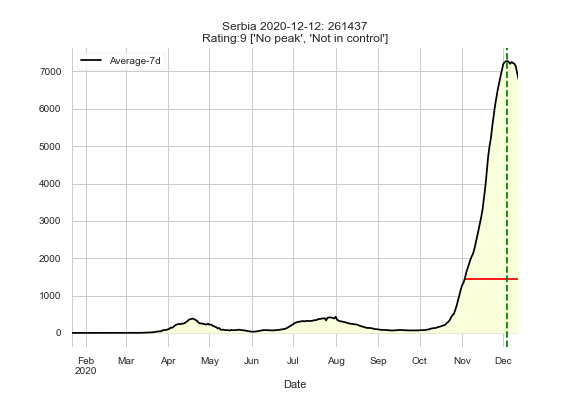 Serbia 2020-12-12: 261437
Rating:9 ['No peak', 'Not in control']
Average-7d
7000
6000
5000
4000
3000
2000
1000
0
Feb Mar Apr May Jun Jul Aug Sep Oct Nov Dec
2020
Date